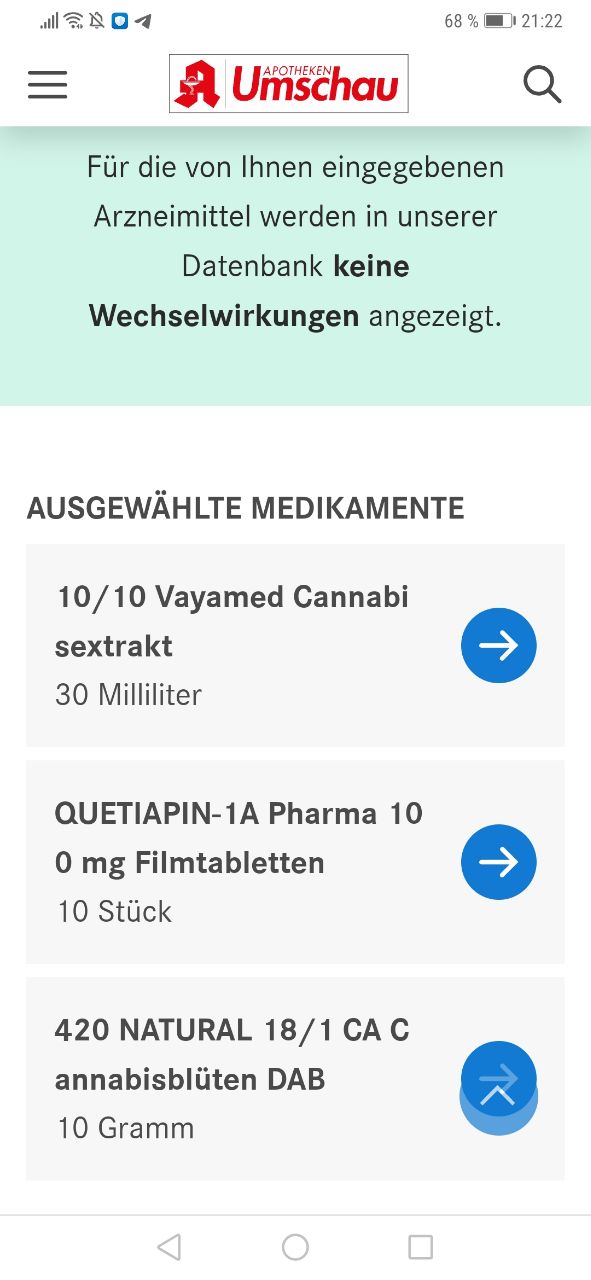 68 % 21:22
APOTHEKEN
Umschau
Für die von Ihnen eingegebenen
Arzneimittel werden in unserer
Datenbank keine
Wechselwirkungen angezeigt.
AUSGEWÄHLTE MEDIKAMENTE
10/10 Vayamed Cannabi
sextrakt
30 Milliliter
QUETIAPIN-1A Pharma 10
0 mg Filmtabletten
10 Stück
420 NATURAL 18/1 CA C
annabisblüten DAB
10 Gramm